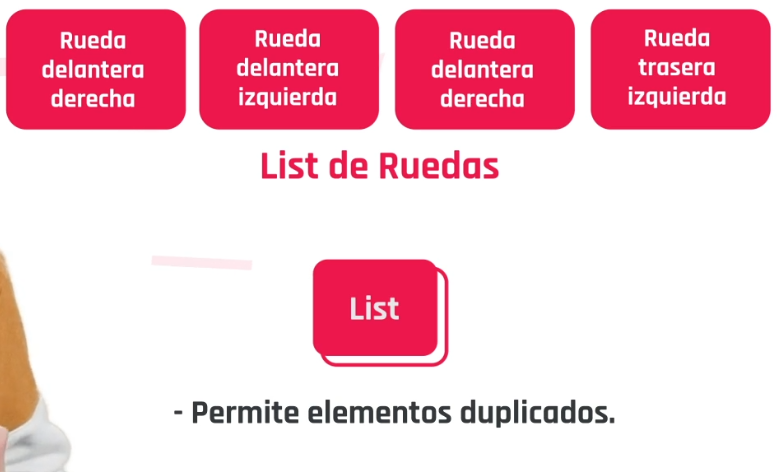 Rueda
delantera
derecha
Rueda
delantera
izquierda
Rueda
delantera
derecha
Rueda
trasera
izquierda
List de Ruedas
List
- Permite elementos duplicados.